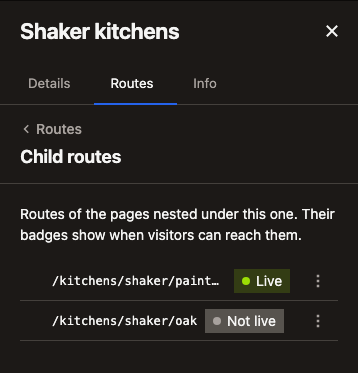 Shaker kitchens
Details Routes Info
Routes
Child routes
Routes of the pages nested under this one. Their
badges show when visitors can reach them.
/kitchens/shaker/paint… Live
/kitchens/shaker/oak Not live